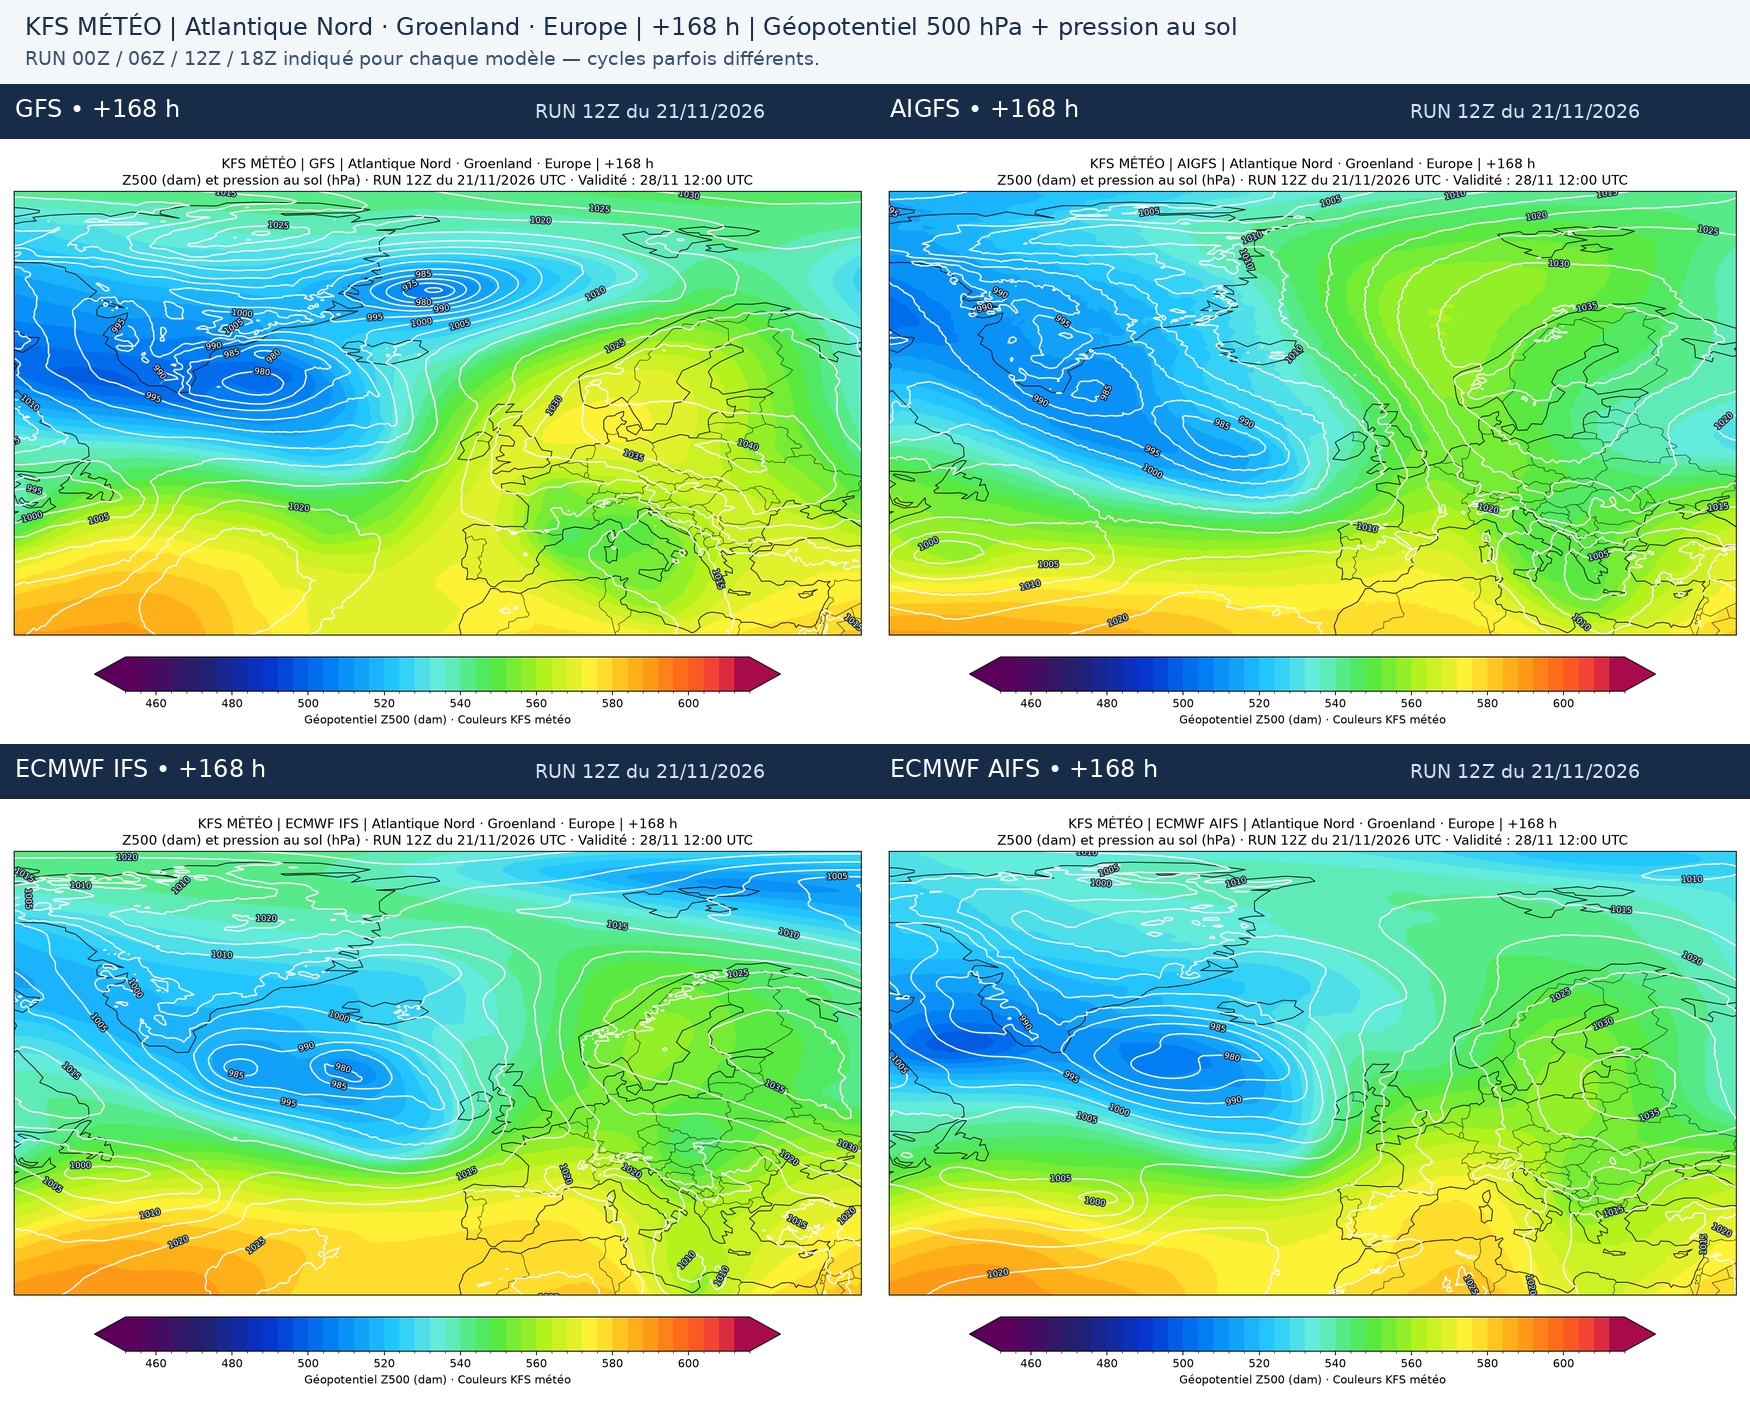 KFS MÉTÉO | Atlantique Nord · Groenland · Europe | +168 h | Géopotentiel 500 hPa + pression au sol
RUN 00Z / 06Z / 12Z / 18Z indiqué pour chaque modèle — cycles parfois différents.
GFS • +168 h
RUN 12Z du 21/11/2026
AIGFS • +168 h
RUN 12Z du 21/11/2026
KFS MÉTÉO | GFS | Atlantique Nord · Groenland · Europe | +168 h
Z500 (dam) et pression au sol (hPa) · RUN 12Z du 21/11/2026 UTC · Validité : 28/11 12:00 UTC
KFS MÉTÉO | AIGFS | Atlantique Nord · Groenland · Europe | +168 h
Z500 (dam) et pression au sol (hPa) · RUN 12Z du 21/11/2026 UTC · Validité : 28/11 12:00 UTC
460 480 500 520 540 560 580 600
Géopotentiel Z500 (dam) · Couleurs KFS météo
460 480 500 520 540 560 580 600
Géopotentiel Z500 (dam) · Couleurs KFS météo
ECMWF IFS • +168 h
RUN 12Z du 21/11/2026
ECMWF AIFS • +168 h
RUN 12Z du 21/11/2026
KFS MÉTÉO | ECMWF IFS | Atlantique Nord · Groenland · Europe | +168 h
Z500 (dam) et pression au sol (hPa) · RUN 12Z du 21/11/2026 UTC · Validité : 28/11 12:00 UTC
KFS MÉTÉO | ECMWF AIFS | Atlantique Nord · Groenland · Europe | +168 h
Z500 (dam) et pression au sol (hPa) · RUN 12Z du 21/11/2026 UTC · Validité : 28/11 12:00 UTC
460 480 500 520 540 560 580 600
Géopotentiel Z500 (dam) · Couleurs KFS météo
460 480 500 520 540 560 580 600
Géopotentiel Z500 (dam) · Couleurs KFS météo